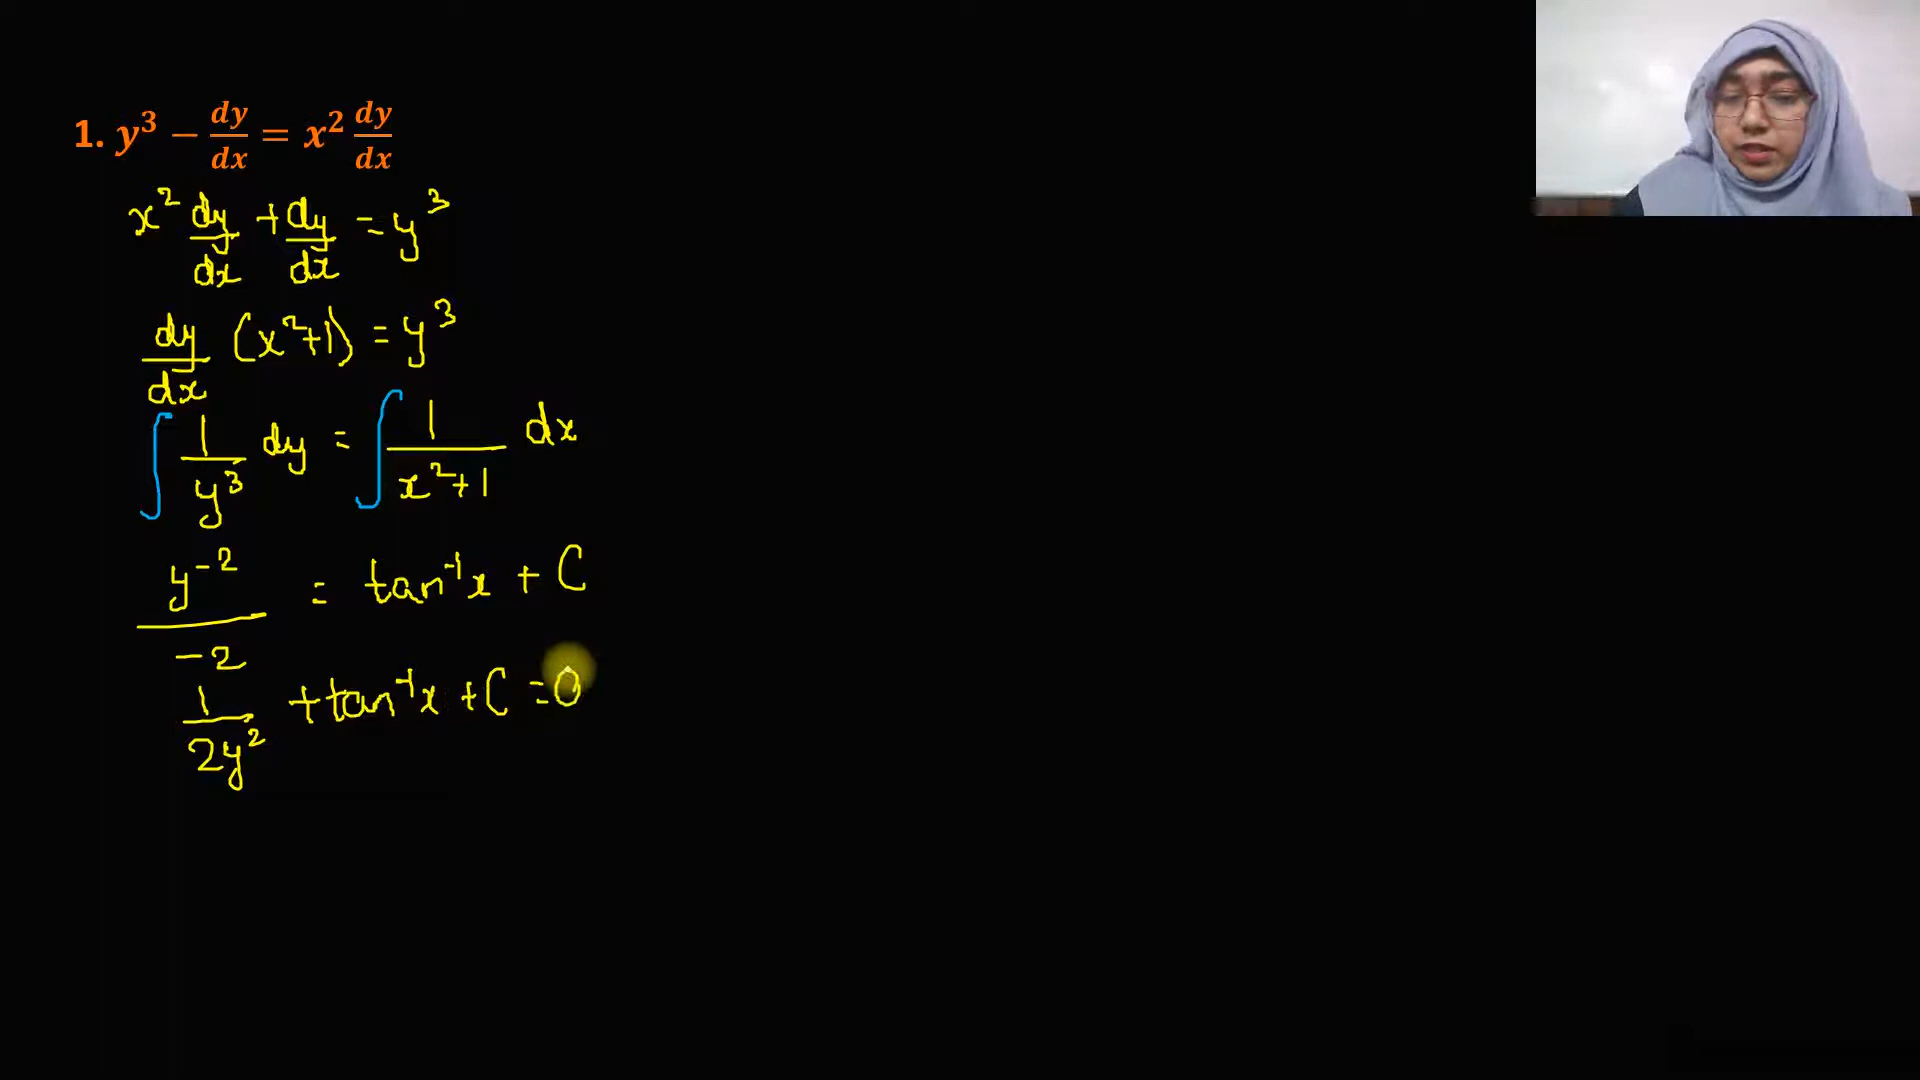 1. y³ − dy/dx = x² dy/dx
x² dy/dx + dy/dx = y³
dy/dx (x²+1) = y³
∫ 1/y³ dy = ∫ 1/(x²+1) dx
y⁻²/−2 = tan⁻¹x + C
1/2y² + tan⁻¹x + C = 0